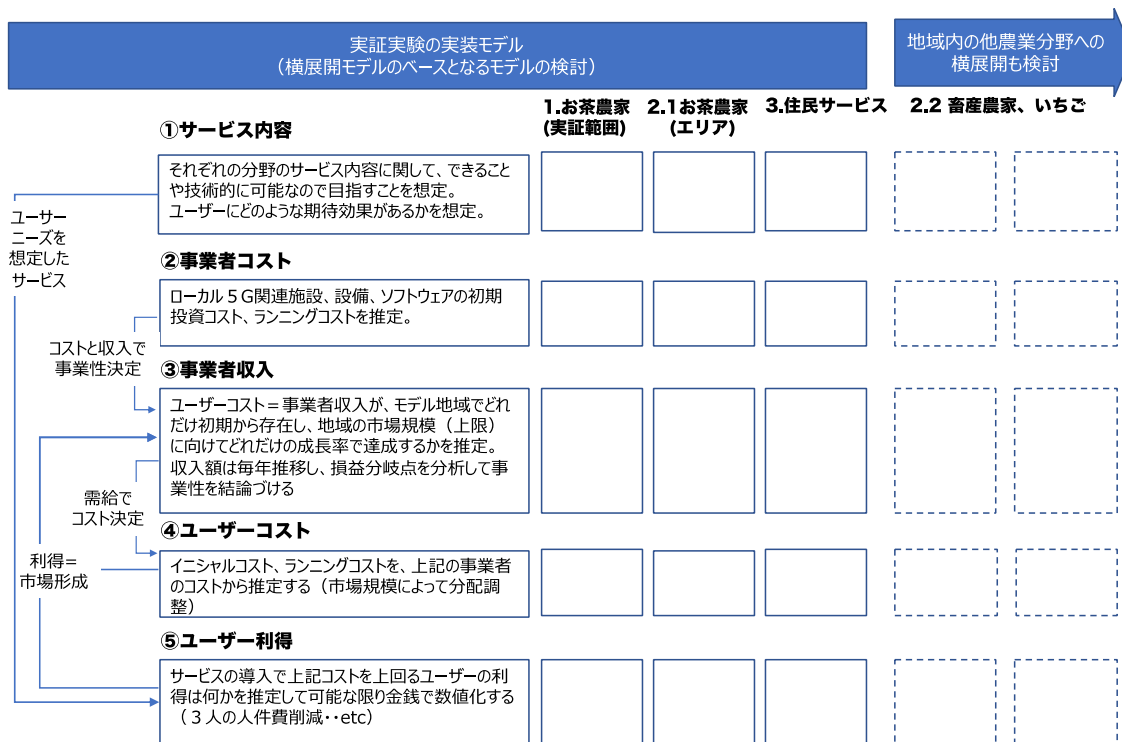 実証実験の実装モデル
（横展開モデルのベースとなるモデルの検討）
地域内の他農業分野への
横展開も検討
1.お茶農家
(実証範囲)
2.1お茶農家
(エリア)
3.住民サービス
2.2 畜産農家、いちご
①サービス内容
それぞれの分野のサービス内容に関して、できること
や技術的に可能なので目指すことを想定。
ユーザーにどのような期待効果があるかを想定。
ユーザー
ニーズを
想定した
サービス
②事業者コスト
ローカル５G関連施設、設備、ソフトウェアの初期
投資コスト、ランニングコストを推定。
コストと収入で
事業性決定
③事業者収入
ユーザーコスト＝事業者収入が、モデル地域でどれ
だけ初期から存在し、地域の市場規模（上限）
に向けてどれだけの成長率で達成するかを推定。
収入額は毎年推移し、損益分岐点を分析して事
業性を結論づける
需給で
コスト決定
④ユーザーコスト
イニシャルコスト、ランニングコストを、上記の事業者
のコストから推定する（市場規模によって分配調
整）
利得=
市場形成
⑤ユーザー利得
サービスの導入で上記コストを上回るユーザーの利
得は何かを推定して可能な限り金銭で数値化する
（３人の人件費削減・・etc）